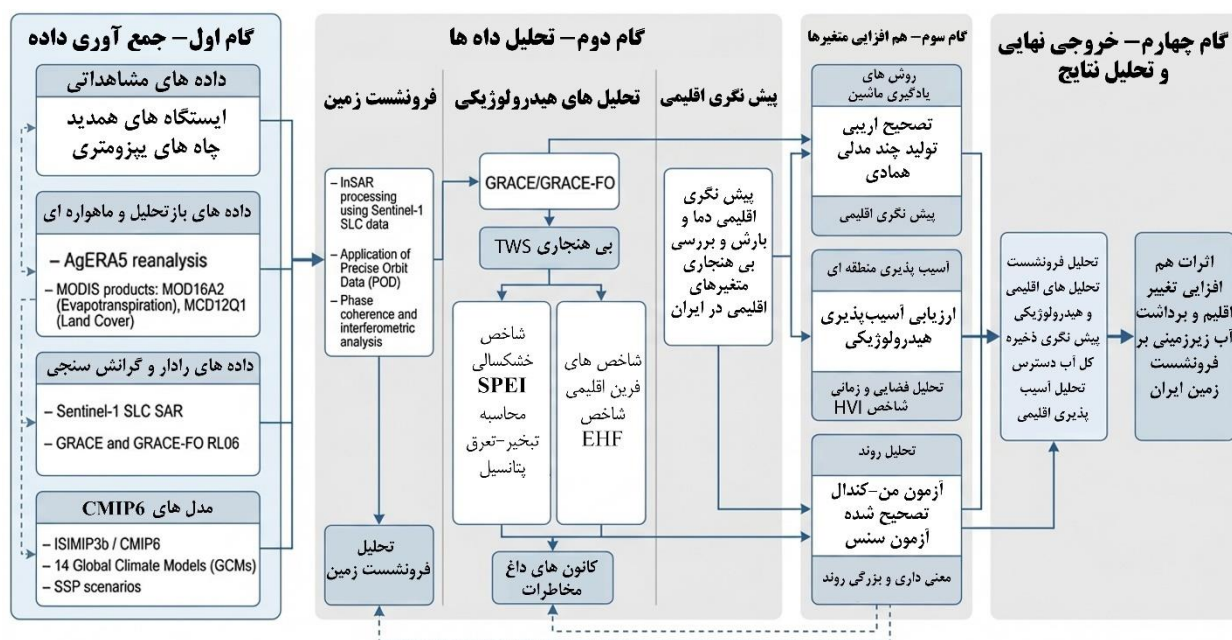 گام اول– جمع آوری داده
داده های مشاهداتی
ایستگاه های همدید
چاه های پیزومتری
داده های بازتحلیل و ماهواره ای
– AgERA5 reanalysis
– MODIS products: MOD16A2
(Evapotranspiration), MCD12Q1
(Land Cover)
داده های رادار و گرانش سنجی
– Sentinel-1 SLC SAR
– GRACE and GRACE-FO RL06
مدل های CMIP6
– ISIMIP3b / CMIP6
– 14 Global Climate Models (GCMs)
– SSP scenarios
گام دوم– تحلیل داه ها
فرونشست زمین
– InSAR
processing
using Sentinel-1
SLC data
– Application of
Precise Orbit
Data (POD)
– Phase
coherence and
interferometric
analysis
تحلیل
فرونشست زمین
تحلیل های هیدرولوژیکی
GRACE/GRACE-FO
بی هنجاری TWS
شاخص
خشکسالی
SPEI
محاسبه
تبخیر–تعرق
پتانسیل
شاخص های
فرین اقلیمی
شاخص
EHF
کانون های داغ
مخاطرات
پیش نگری اقلیمی
پیش نگری
اقلیمی دما و
بارش و بررسی
بی هنجاری
متغیرهای
اقلیمی در ایران
گام سوم– هم افزایی متغیرها
روش های
یادگیری ماشین
تصحیح اریبی
تولید چند مدلی
همادی
پیش نگری اقلیمی
آسیب پذیری منطقه ای
ارزیابی آسیب‌پذیری
هیدرولوژیکی
تحلیل فضایی و زمانی
شاخص HVI
تحلیل روند
آزمون من–کندال
تصحیح شده
آزمون سنس
معنی داری و بزرگی روند
گام چهارم– خروجی نهایی
و تحلیل نتایج
تحلیل فرونشست
تحلیل های اقلیمی
و هیدرولوژیکی
پیش نگری ذخیره
کل آب دسترس
تحلیل آسیب
پذیری اقلیمی
اثرات هم
افزایی تغییر
اقلیم و برداشت
آب زیرزمینی بر
فرونشست
زمین ایران